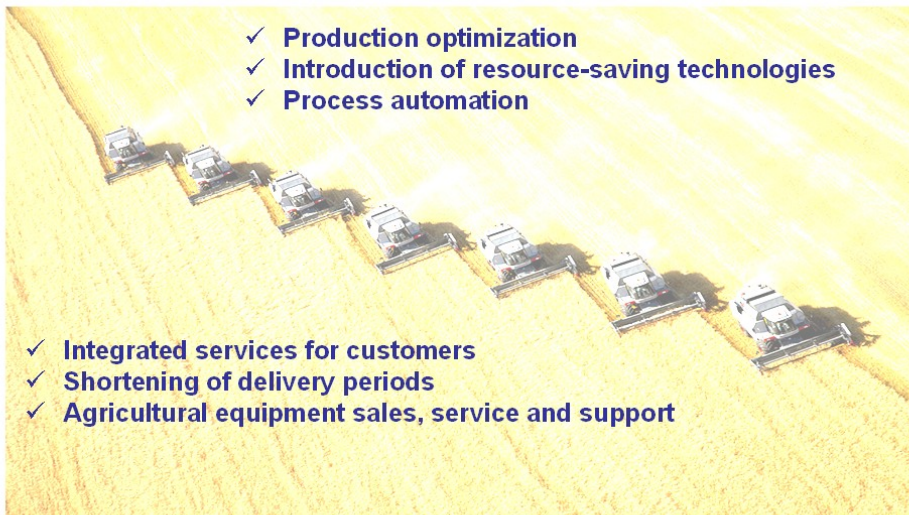 ✓ Production optimization
✓ Introduction of resource-saving technologies
✓ Process automation
✓ Integrated services for customers
✓ Shortening of delivery periods
✓ Agricultural equipment sales, service and support